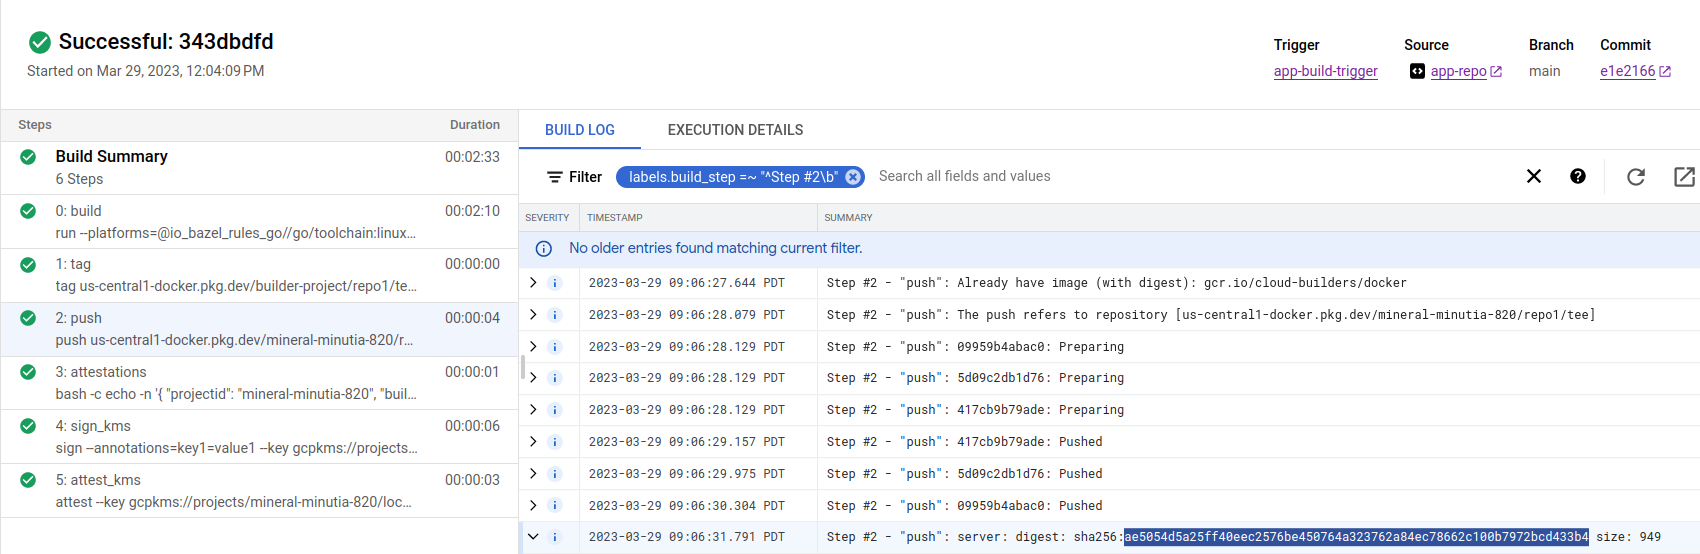 Successful: 343dbdfd
Started on Mar 29, 2023, 12:04:09 PM
Trigger
app-build-trigger
Source
app-repo
Branch
main
Commit
e1e2166
Steps Duration
Build Summary 00:02:33
6 Steps
0: build 00:02:10
run --platforms=@io_bazel_rules_go//go/toolchain:linux...
1: tag 00:00:00
tag us-central1-docker.pkg.dev/builder-project/repo1/te...
2: push 00:00:04
push us-central1-docker.pkg.dev/mineral-minutia-820/r...
3: attestations 00:00:01
bash -c echo -n '{ "projectid": "mineral-minutia-820", "buil...
4: sign_kms 00:00:06
sign --annotations=key1=value1 --key gcpkms://projects...
5: attest_kms 00:00:03
attest --key gcpkms://projects/mineral-minutia-820/loc...
BUILD LOG EXECUTION DETAILS
Filter labels.build_step =~ "^Step #2\b" Search all fields and values
SEVERITY TIMESTAMP SUMMARY
No older entries found matching current filter.
2023-03-29 09:06:27.644 PDT Step #2 - "push": Already have image (with digest): gcr.io/cloud-builders/docker
2023-03-29 09:06:28.079 PDT Step #2 - "push": The push refers to repository [us-central1-docker.pkg.dev/mineral-minutia-820/repo1/tee]
2023-03-29 09:06:28.129 PDT Step #2 - "push": 09959b4abac0: Preparing
2023-03-29 09:06:28.129 PDT Step #2 - "push": 5d09c2db1d76: Preparing
2023-03-29 09:06:28.129 PDT Step #2 - "push": 417cb9b79ade: Preparing
2023-03-29 09:06:29.157 PDT Step #2 - "push": 417cb9b79ade: Pushed
2023-03-29 09:06:29.975 PDT Step #2 - "push": 5d09c2db1d76: Pushed
2023-03-29 09:06:30.304 PDT Step #2 - "push": 09959b4abac0: Pushed
2023-03-29 09:06:31.791 PDT Step #2 - "push": server: digest: sha256:ae5054d5a25ff40eec2576be450764a323762a84ec78662c100b7972bcd433b4 size: 949